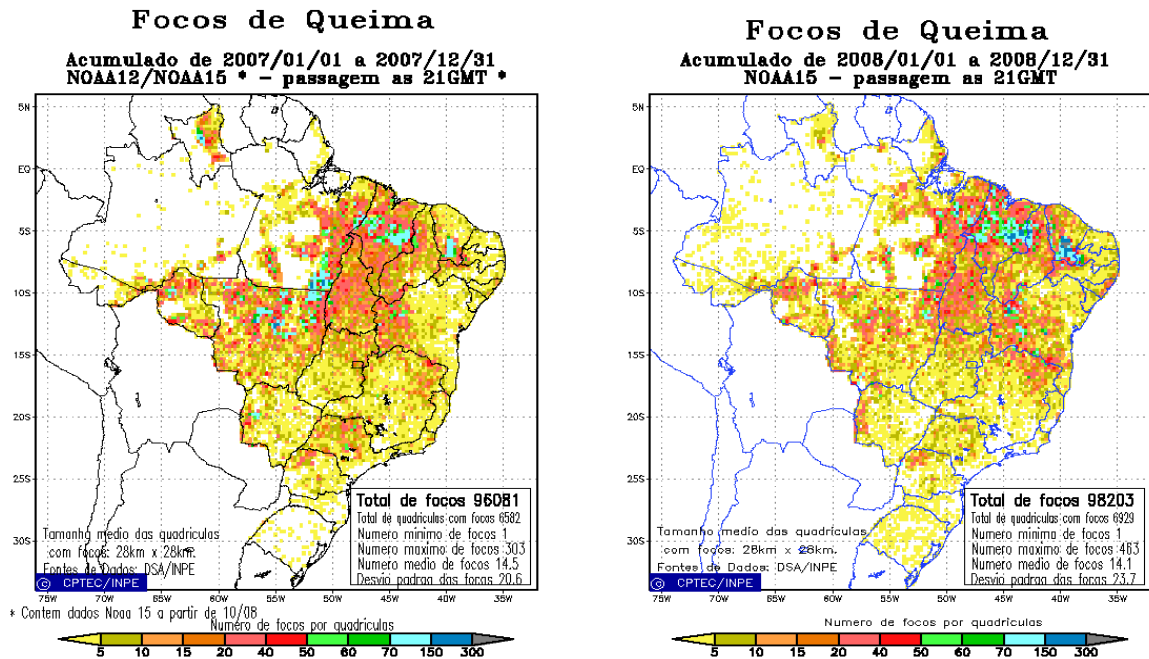 Focos de Queima
Acumulado de 2007/01/01 a 2007/12/31
NOAA12/NOAA15 * – passagem as 21GMT *
5N
EQ
5S
10S
15S
20S
25S
30S
75W 70W 65W 60W 55W 50W 45W 40W 35W
Total de focos 96081
Total de quadrículas com focos 6582
Numero minimo de focos 1
Numero maximo de focos 303
Numero medio de focos 14.5
Desvio padrao das focos 20.6
Tamanho medio das quadrículas
com focos: 28km x 28km.
Fontes de Dados: DSA/INPE
© CPTEC/INPE
* Contem dados Noaa 15 a partir de 10/08
Numero de focos por quadrículas
5 10 15 20 40 50 60 70 150 300
Focos de Queima
Acumulado de 2008/01/01 a 2008/12/31
NOAA15 – passagem as 21GMT
5N
EQ
5S
10S
15S
20S
25S
30S
75W 70W 65W 60W 55W 50W 45W 40W 35W
Total de focos 98203
Total de quadrículas com focos 6929
Numero minimo de focos 1
Numero maximo de focos 463
Numero medio de focos 14.1
Desvio padrao das focos 23.7
Tamanho medio das quadrículas
com focos: 28km x 28km.
Fontes de Dados: DSA/INPE
© CPTEC/INPE
Numero de focos por quadrículas
5 10 15 20 40 50 60 70 150 300